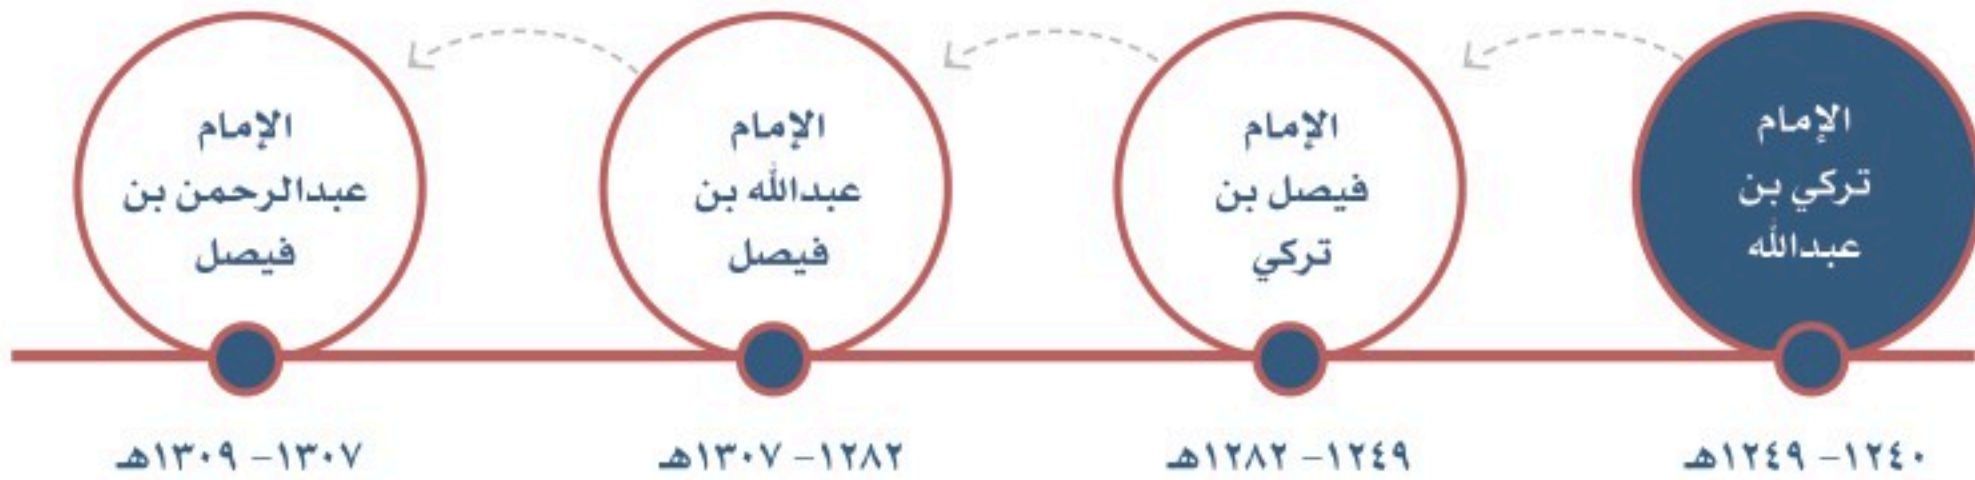 الإمام
تركي بن
عبدالله
١٢٤٠– ١٢٤٩هـ
الإمام
فيصل بن
تركي
١٢٤٩– ١٢٨٢هـ
الإمام
عبدالله بن
فيصل
١٢٨٢– ١٣٠٧هـ
الإمام
عبدالرحمن بن
فيصل
١٣٠٧– ١٣٠٩هـ